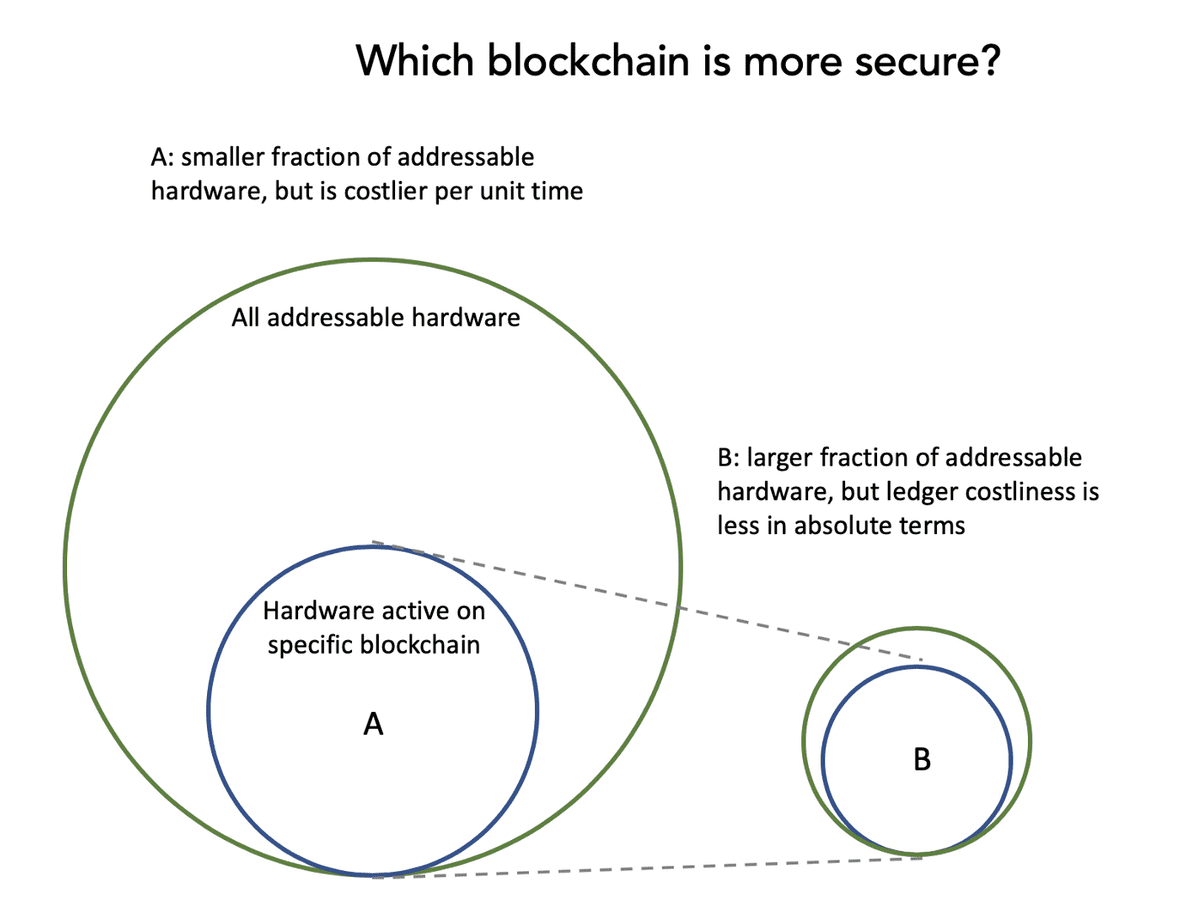 Which blockchain is more secure?
A: smaller fraction of addressable
hardware, but is costlier per unit time
All addressable hardware
B: larger fraction of addressable
hardware, but ledger costliness is
less in absolute terms
Hardware active on
specific blockchain
A
B